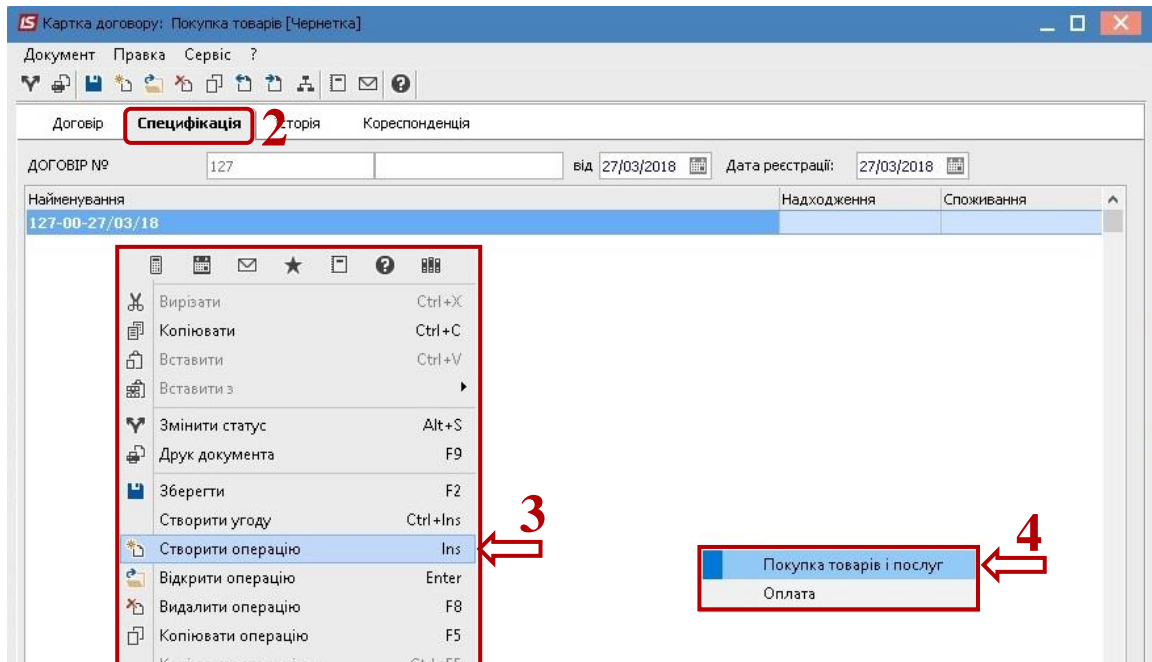 Картка договору: Покупка товарів [Чернетка]
Документ Правка Сервіс ?
Договір Специфікація 2 Кореспонденція
ДОГОВІР № 127 від 27/03/2018 Дата реєстрації: 27/03/2018
Найменування Надходження Споживання
127-00-27/03/18
Вирізати Ctrl+X
Копіювати Ctrl+C
Вставити Ctrl+V
Вставити з
Змінити статус Alt+S
Друк документа F9
Зберегти F2
Створити угоду Ctrl+Ins
3
Створити операцію Ins
4
Покупка товарів і послуг
Відкрити операцію Enter
Оплата
Видалити операцію F8
Копіювати операцію F5